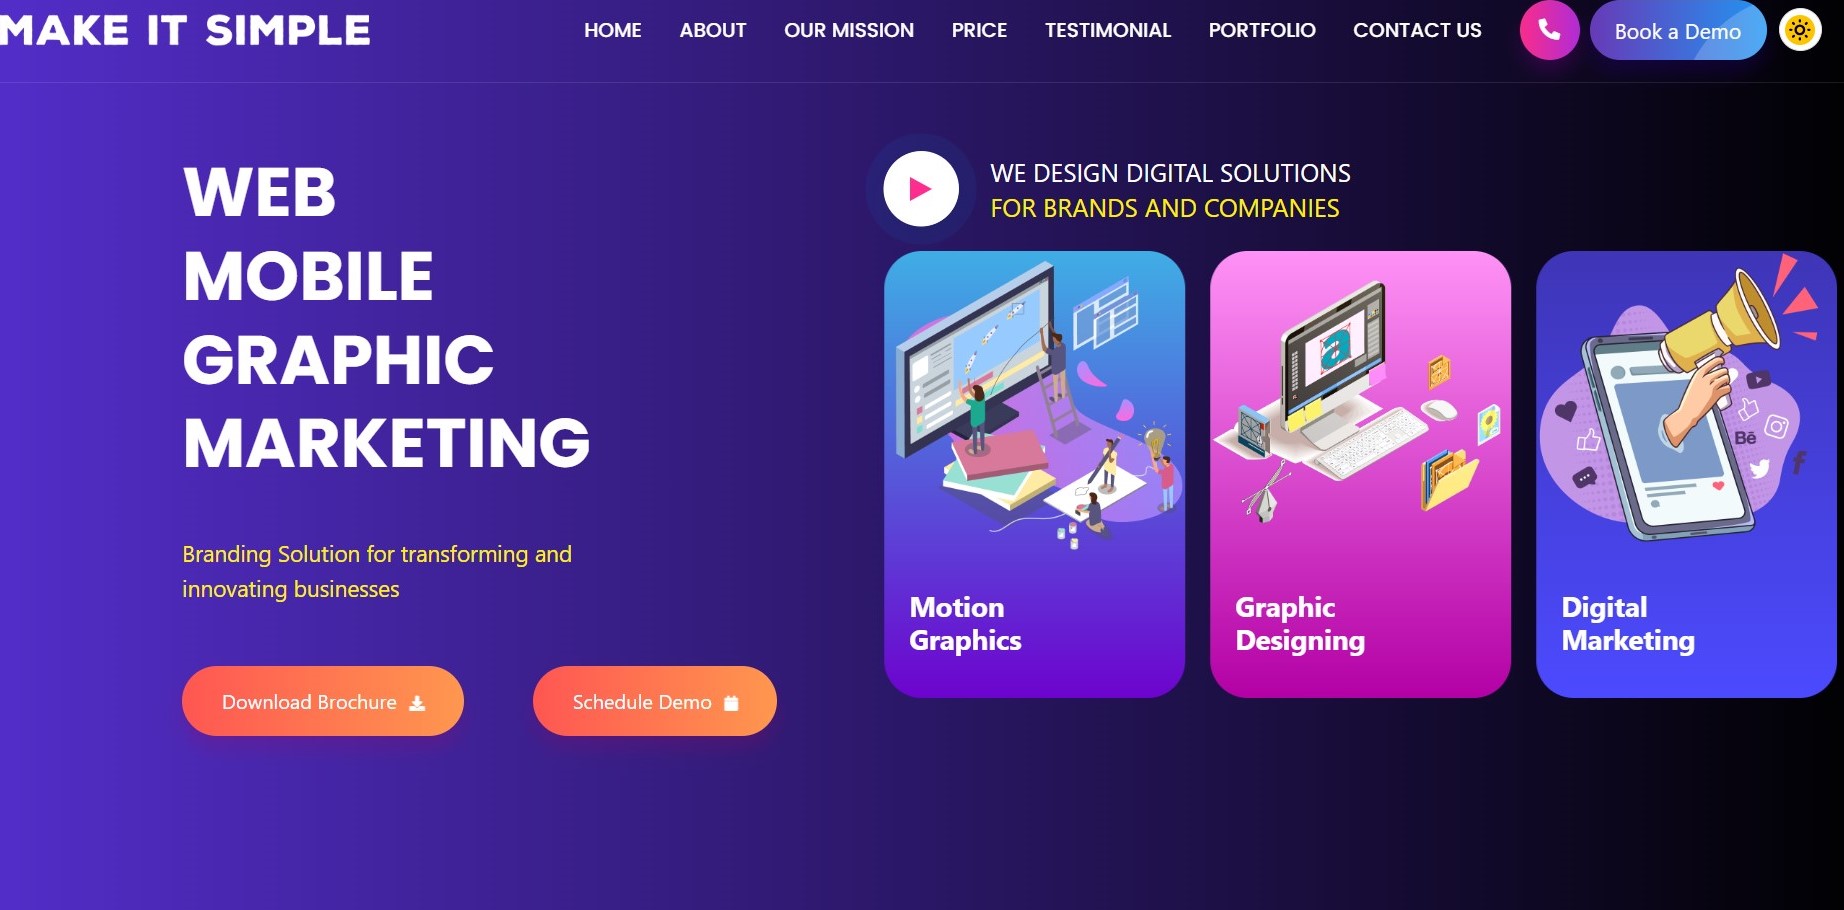 MAKE IT SIMPLE
HOME ABOUT OUR MISSION PRICE TESTIMONIAL PORTFOLIO CONTACT US
Book a Demo
WEB
MOBILE
GRAPHIC
MARKETING
Branding Solution for transforming and
innovating businesses
Download Brochure
Schedule Demo
WE DESIGN DIGITAL SOLUTIONS
FOR BRANDS AND COMPANIES
Motion
Graphics
a
Graphic
Designing
Bē
Digital
Marketing